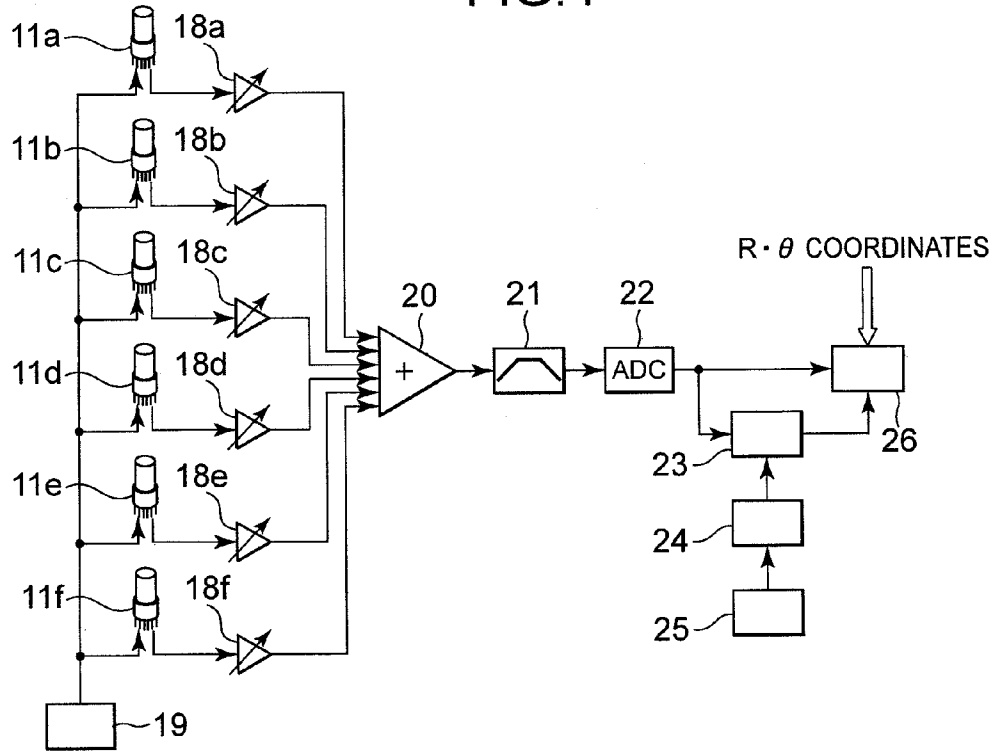 FIG.
11a
18a
11b
18b
11c
18c
11d
18d
11e
18e
11f
18f
19
20
+
21
22
ADC
R・θ COORDINATES
23
26
24
25